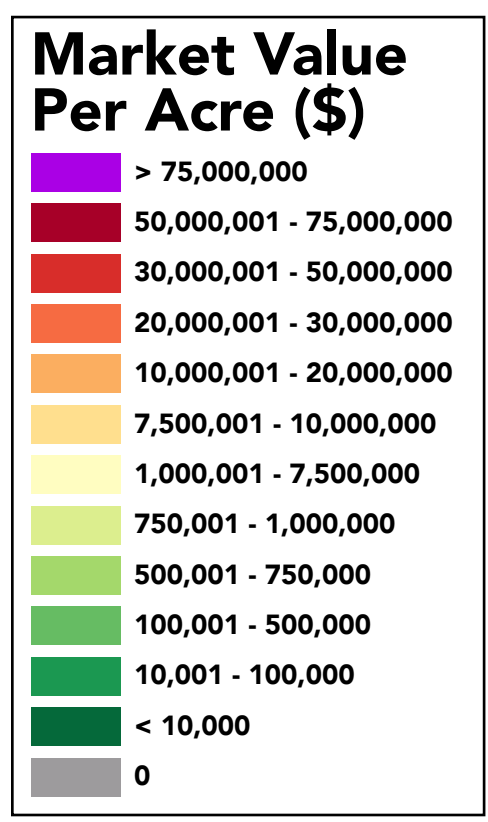 Market Value
Per Acre ($)
> 75,000,000
50,000,001 - 75,000,000
30,000,001 - 50,000,000
20,000,001 - 30,000,000
10,000,001 - 20,000,000
7,500,001 - 10,000,000
1,000,001 - 7,500,000
750,001 - 1,000,000
500,001 - 750,000
100,001 - 500,000
10,001 - 100,000
< 10,000
0